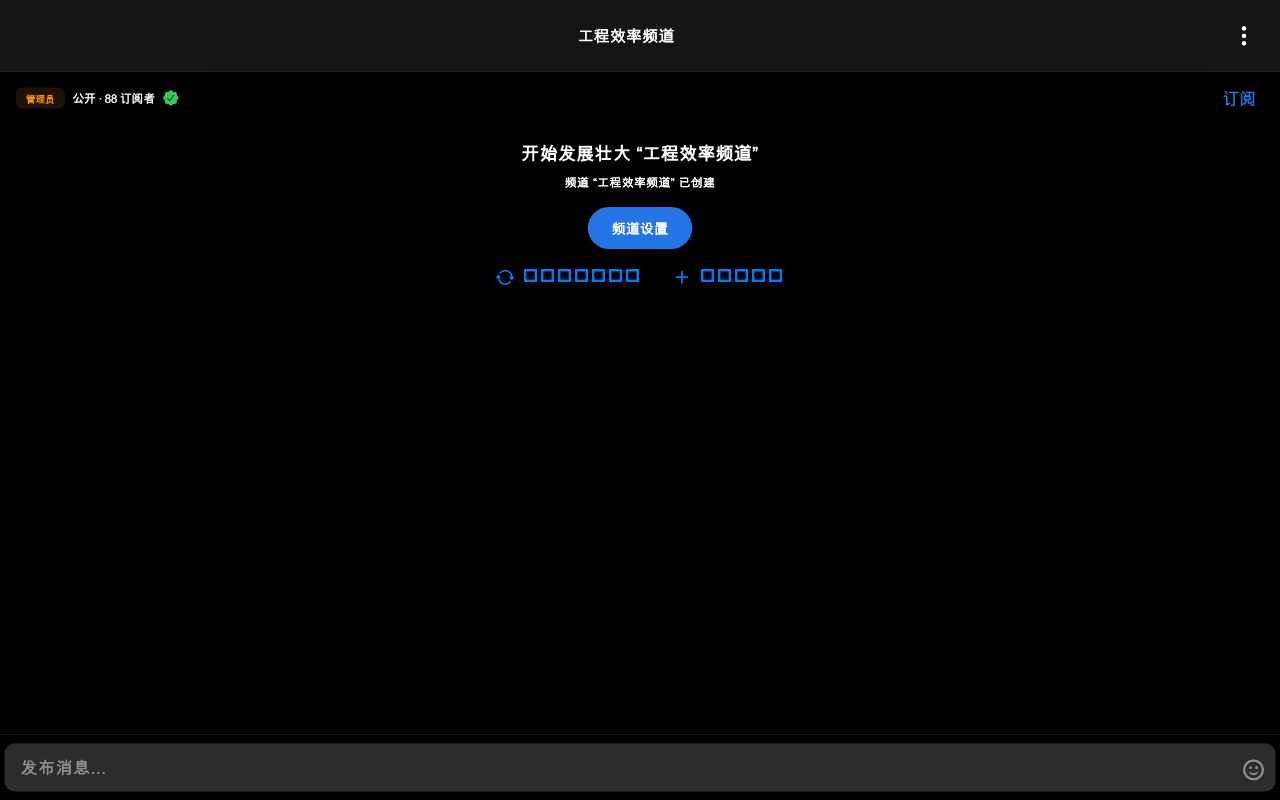 工程效率频道
管理员 公开 · 88 订阅者 订阅
开始发展壮大 “工程效率频道”
频道 “工程效率频道” 已创建
频道设置
发布消息...